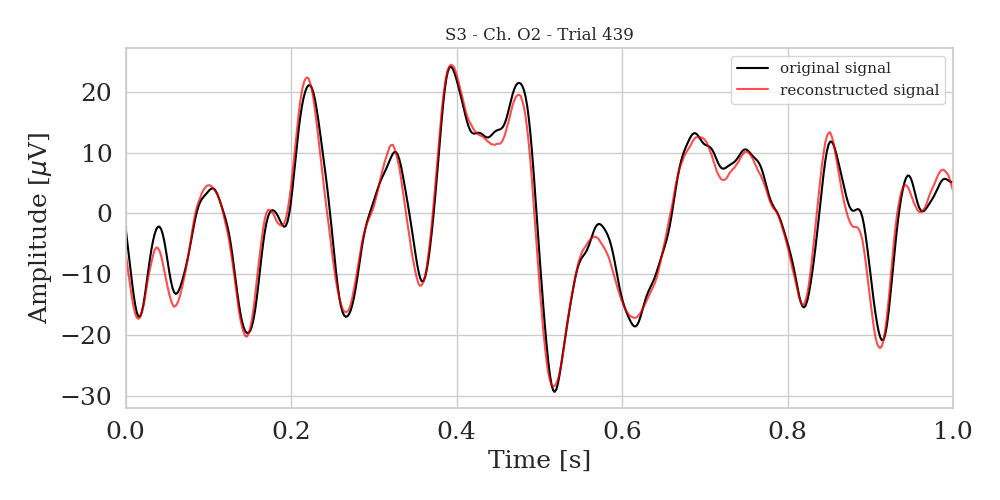 S3 - Ch. O2 - Trial 439
original signal
reconstructed signal
Amplitude [μV]
20
10
0
−10
−20
−30
0.0 0.2 0.4 0.6 0.8 1.0
Time [s]